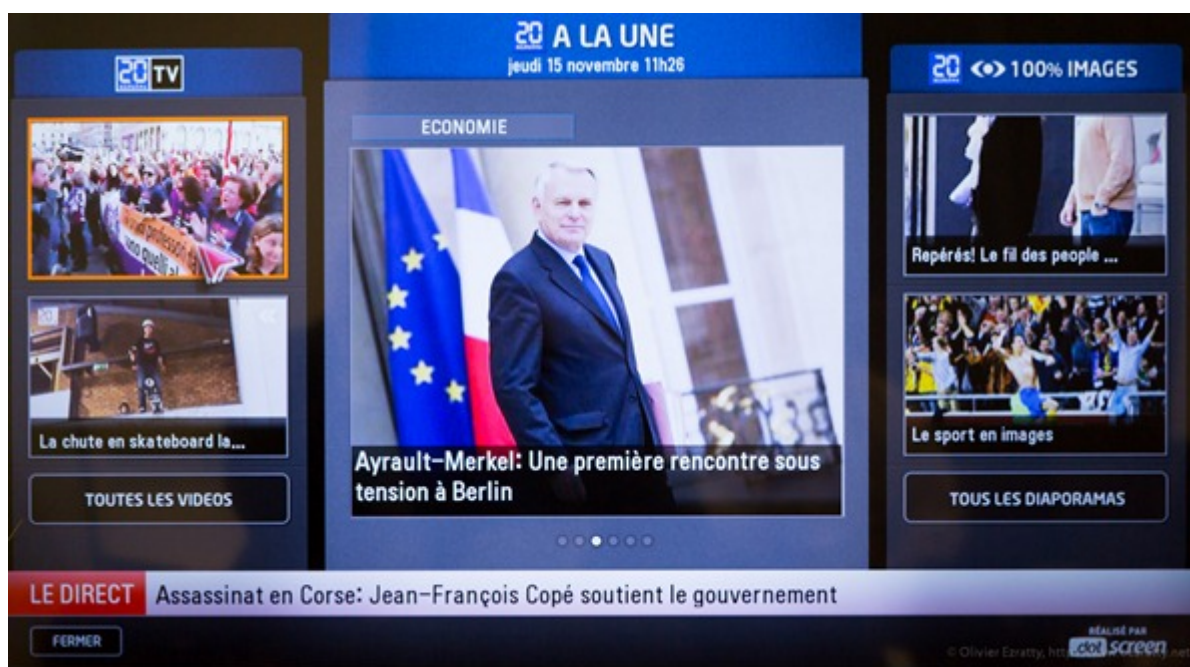 20 TV
La chute en skateboard la...
TOUTES LES VIDEOS
20 A LA UNE
jeudi 15 novembre 11h26
ECONOMIE
Ayrault-Merkel: Une première rencontre sous
tension à Berlin
20 100% IMAGES
Repérés! Le fil des people ...
Le sport en images
TOUS LES DIAPORAMAS
LE DIRECT Assassinat en Corse: Jean-François Copé soutient le gouvernement
FERMER
RÉALISÉ PAR
dot screen
© Olivier Ezratty,